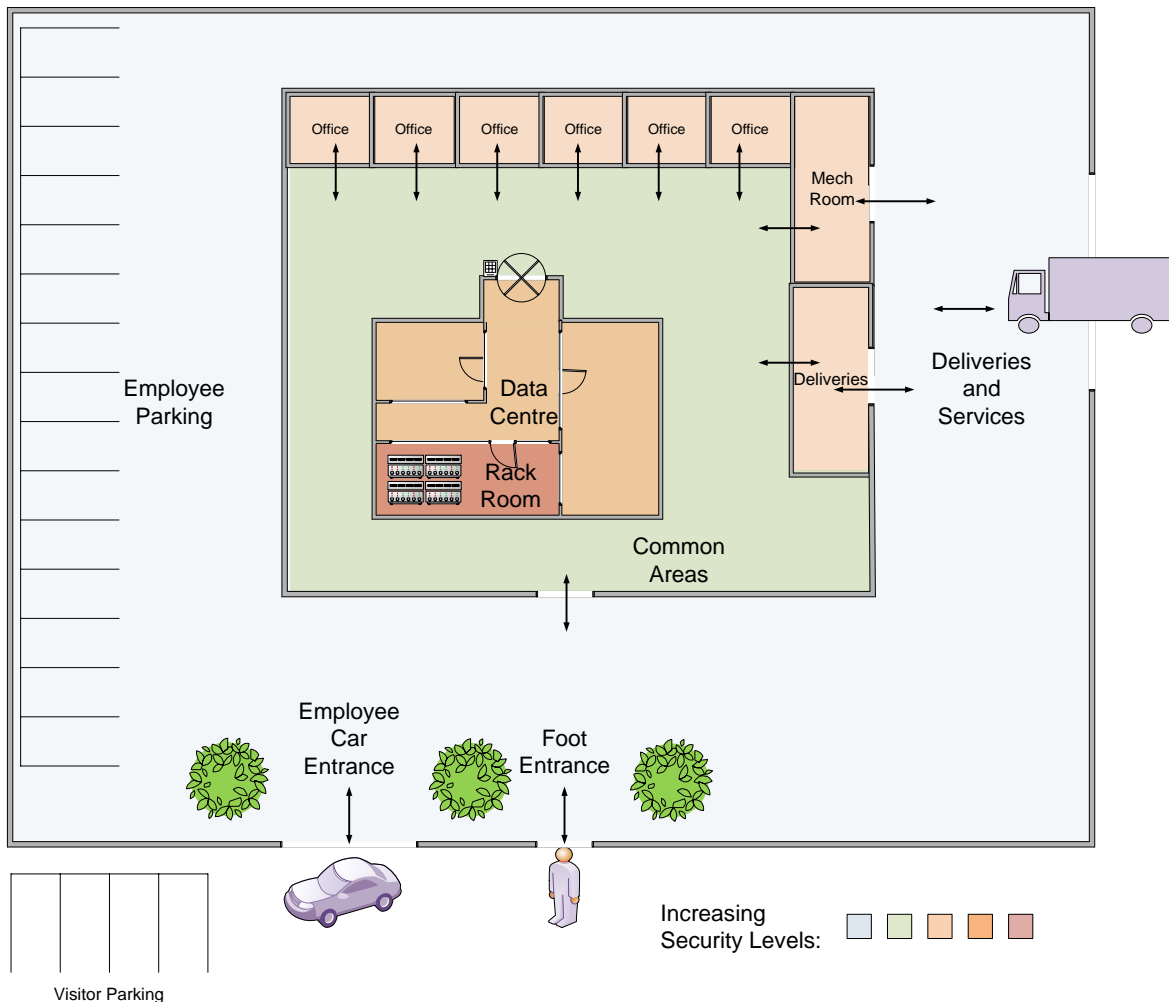 Office
Office
Office
Office
Office
Office
Mech
Room
Deliveries
Deliveries
and
Services
Employee
Parking
Data
Centre
Rack
Room
Common
Areas
Employee
Car
Entrance
Foot
Entrance
Increasing
Security Levels:
Visitor Parking